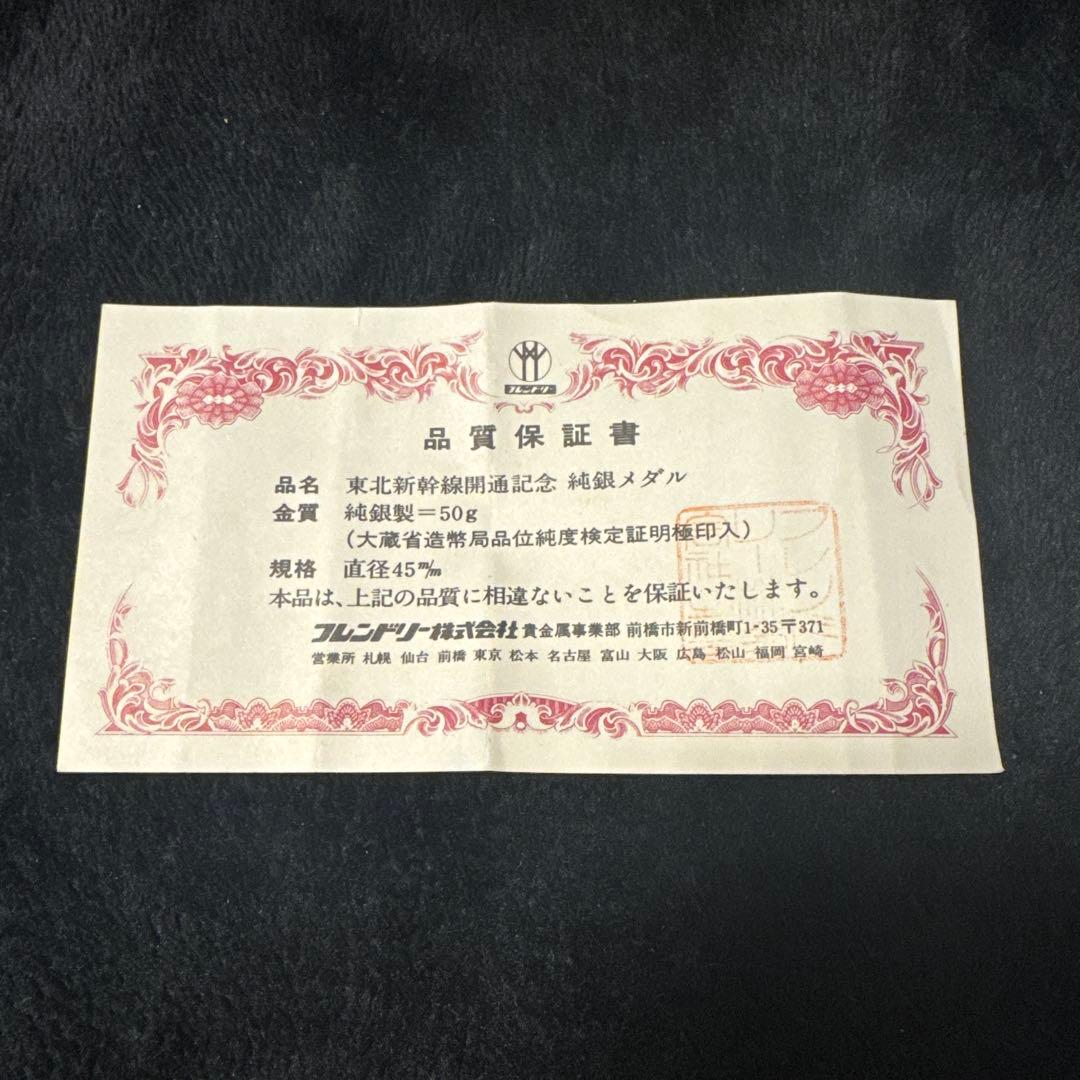 フレンドリー
品質保証書
品名 東北新幹線開通記念 純銀メダル
金質 純銀製＝50g
(大蔵省造幣局品位純度検定証明極印入)
規格 直径45m/m
本品は、上記の品質に相違ないことを保証いたします。
フレンドリー株式会社 貴金属事業部 前橋市新前橋町1-35〒371
営業所 札幌 仙台 前橋 東京 松本 名古屋 富山 大阪 広島 松山 福岡 宮崎